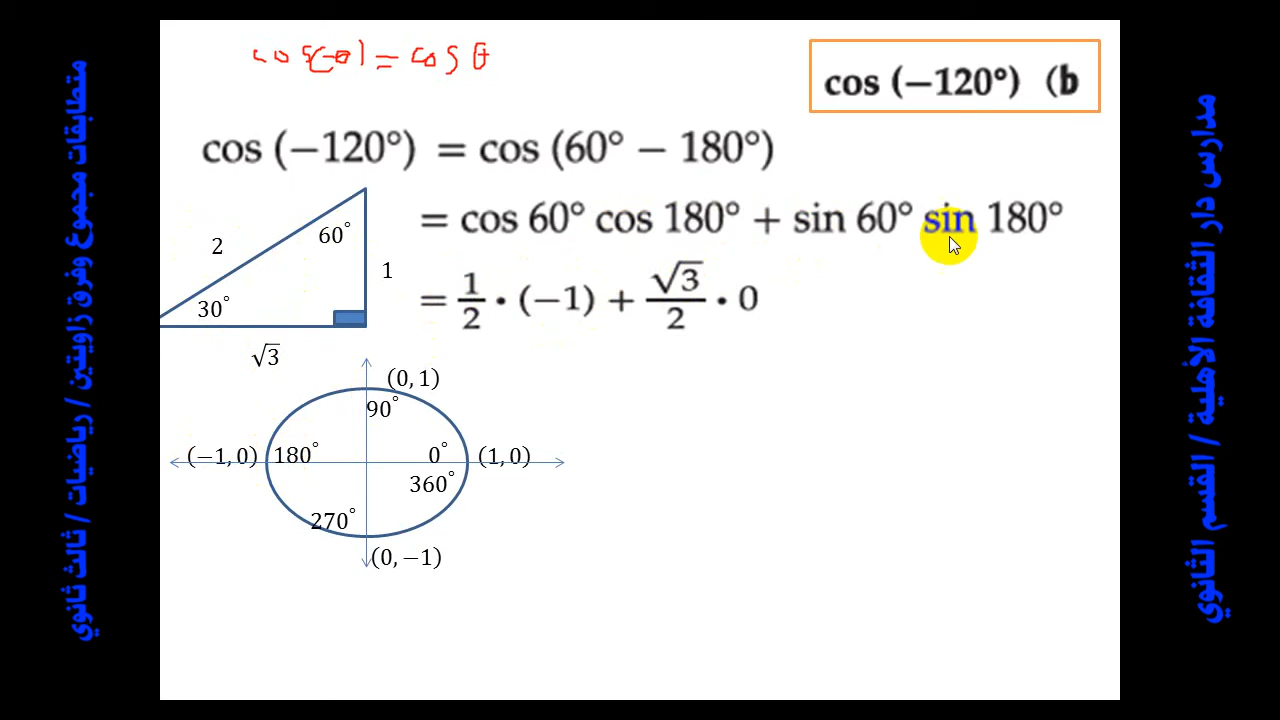 cos(-θ) = cos θ
cos (−120°) (b
cos (−120°) = cos (60° − 180°)
= cos 60° cos 180° + sin 60° sin 180°
= 1/2 • (−1) + √3/2 • 0
2
60°
1
30°
√3
(0, 1)
90°
(−1, 0) 180° 0° (1, 0)
360°
270°
(0, −1)
متطابقات مجموع وفرق زاويتين / رياضيات / ثالث ثانوي
مدارس دار الثقافة الأهلية / القسم الثانوي